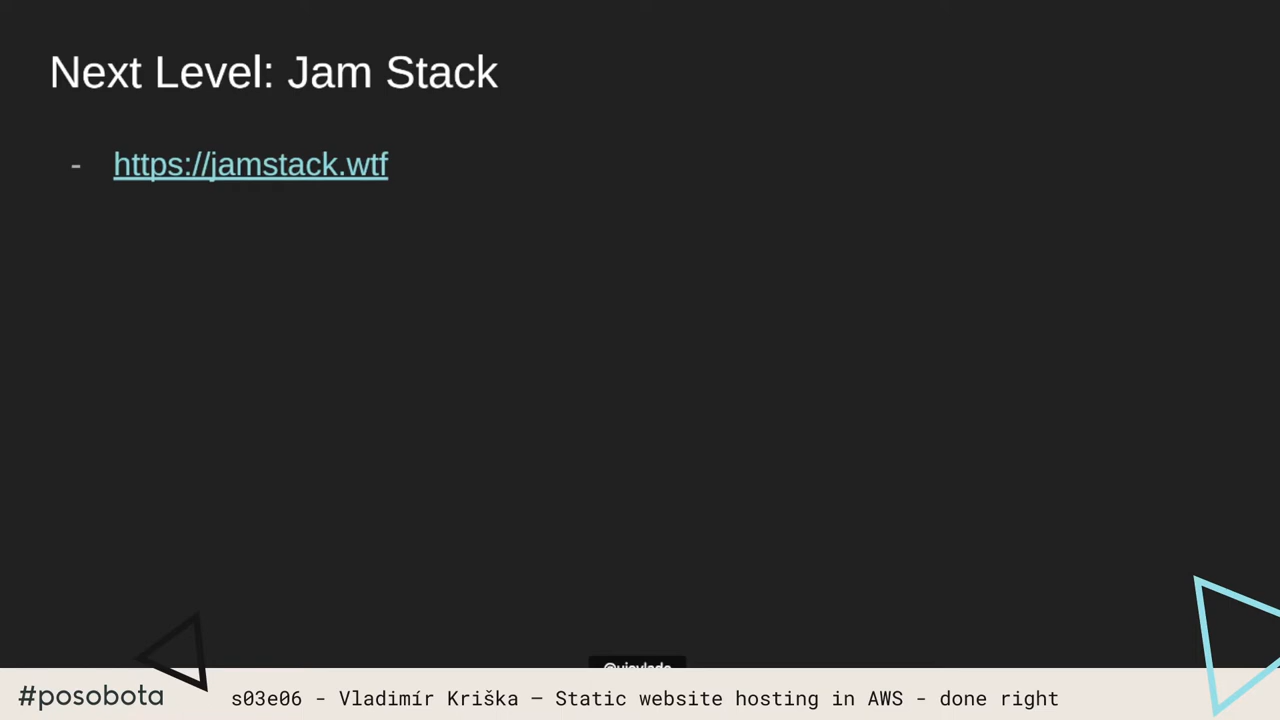 Next Level: Jam Stack
- https://jamstack.wtf
#posobota
s03e06 - Vladimír Kriška – Static website hosting in AWS - done right